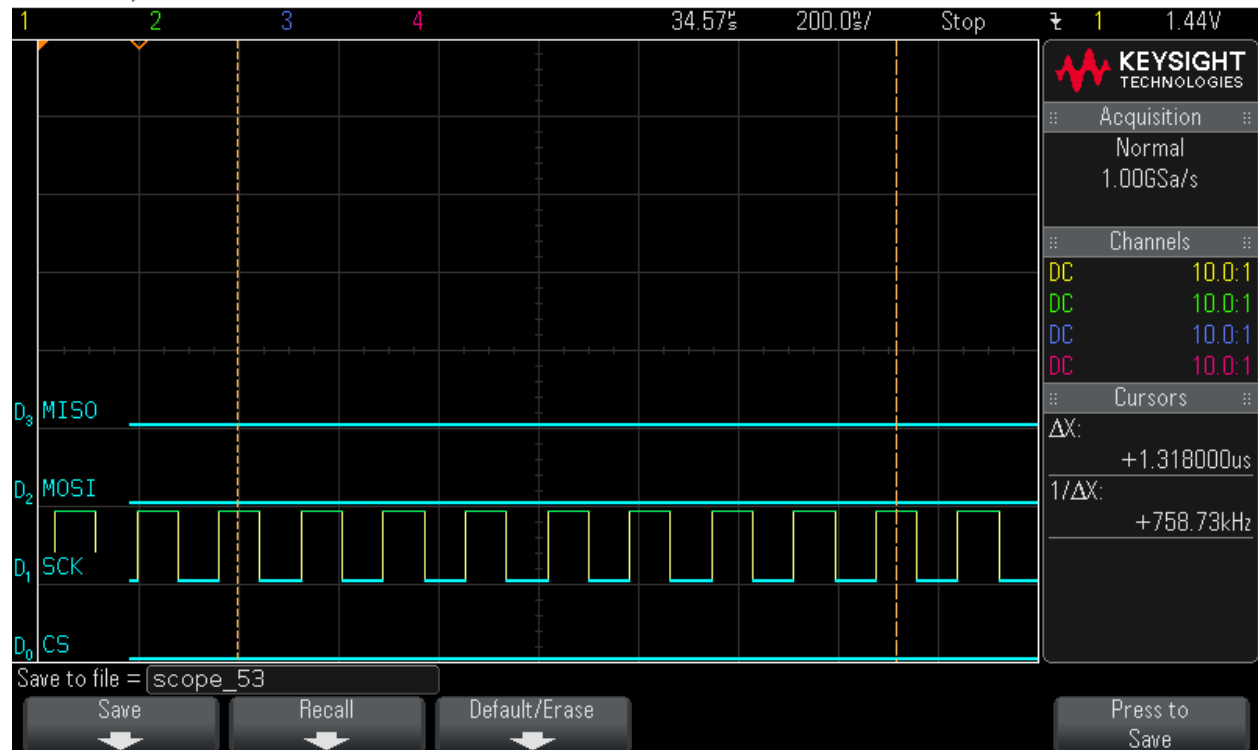 1 2 3 4 34.57µs 200.0ns/ Stop 1 1.44V
KEYSIGHT
TECHNOLOGIES
Acquisition
Normal
1.00GSa/s
Channels
DC 10.0:1
DC 10.0:1
DC 10.0:1
DC 10.0:1
Cursors
ΔX:
+1.318000us
1/ΔX:
+758.73kHz
D3 MISO
D2 MOSI
D1 SCK
D0 CS
Save to file = scope_53
Save Recall Default/Erase Press to
Save